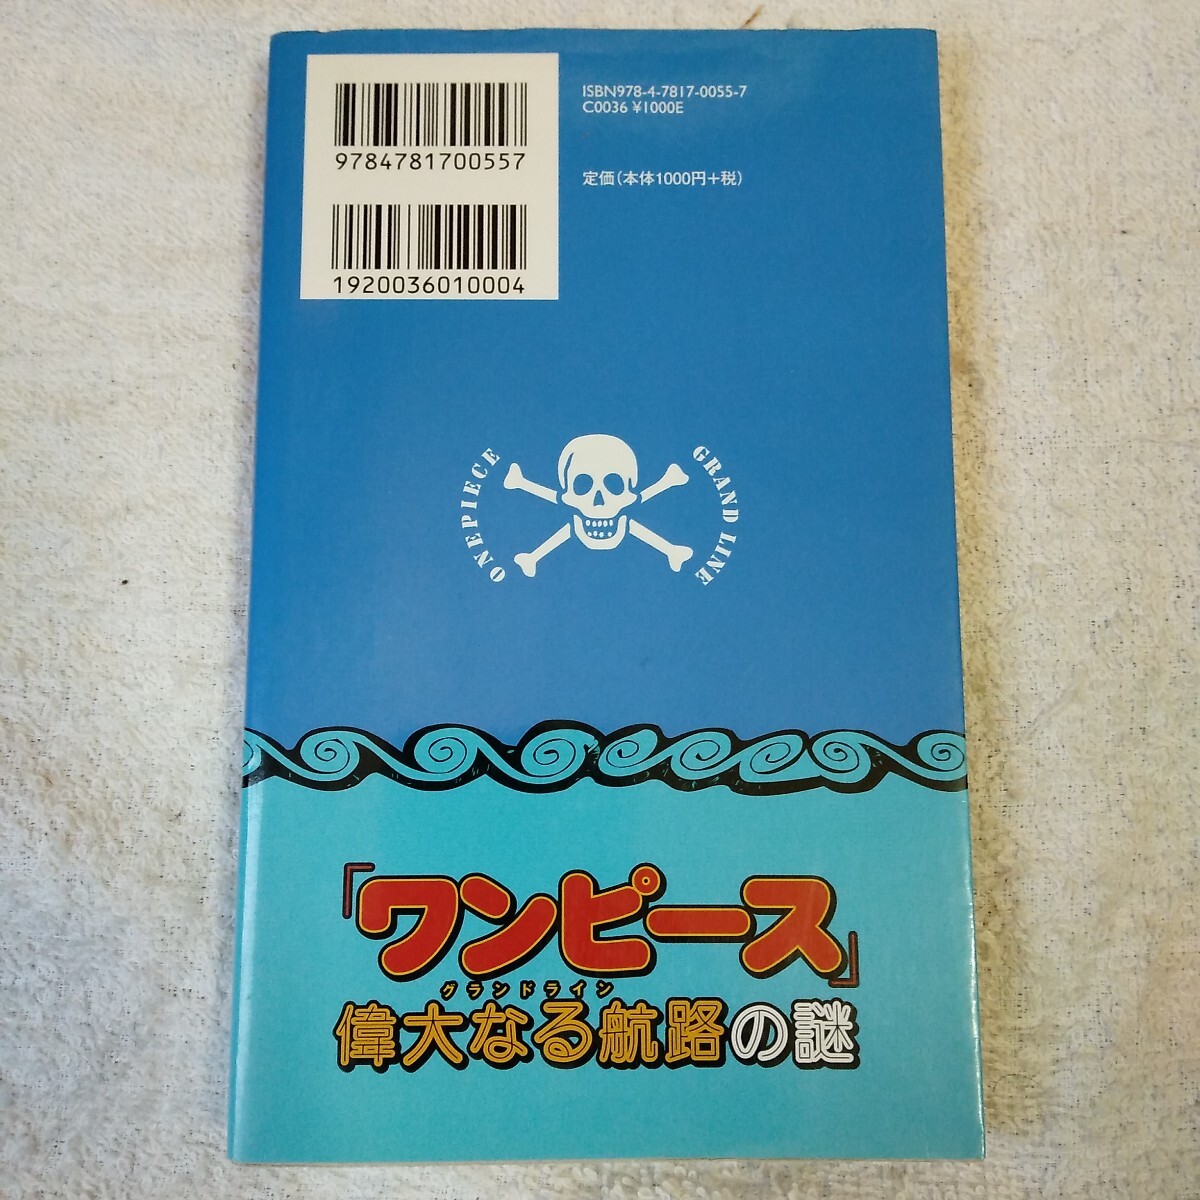 ISBN978-4-7817-0055-7
C0036 ¥1000E
9784781700557
定価(本体1000円+税)
1920036010004
ONEPIECE
GRAND LINE
「ワンピース」
グランドライン
偉大なる航路の謎